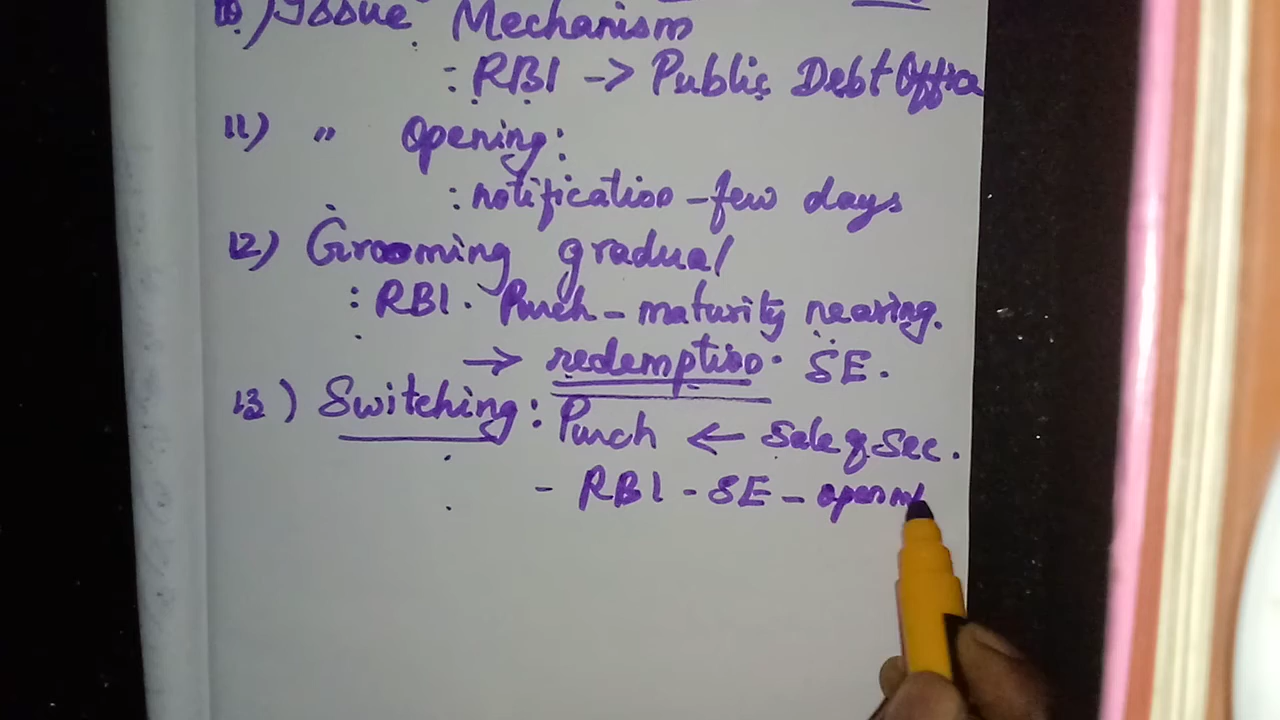 10.) Issue Mechanism
: RBI -> Public Debt Office
11) " Opening:
: notification - few days
12) Grooming gradual
: RBI. Purch - maturity nearing.
→ redemption. SE.
13) Switching: Purch ← Sale of Sec.
- RBI - SE - open m